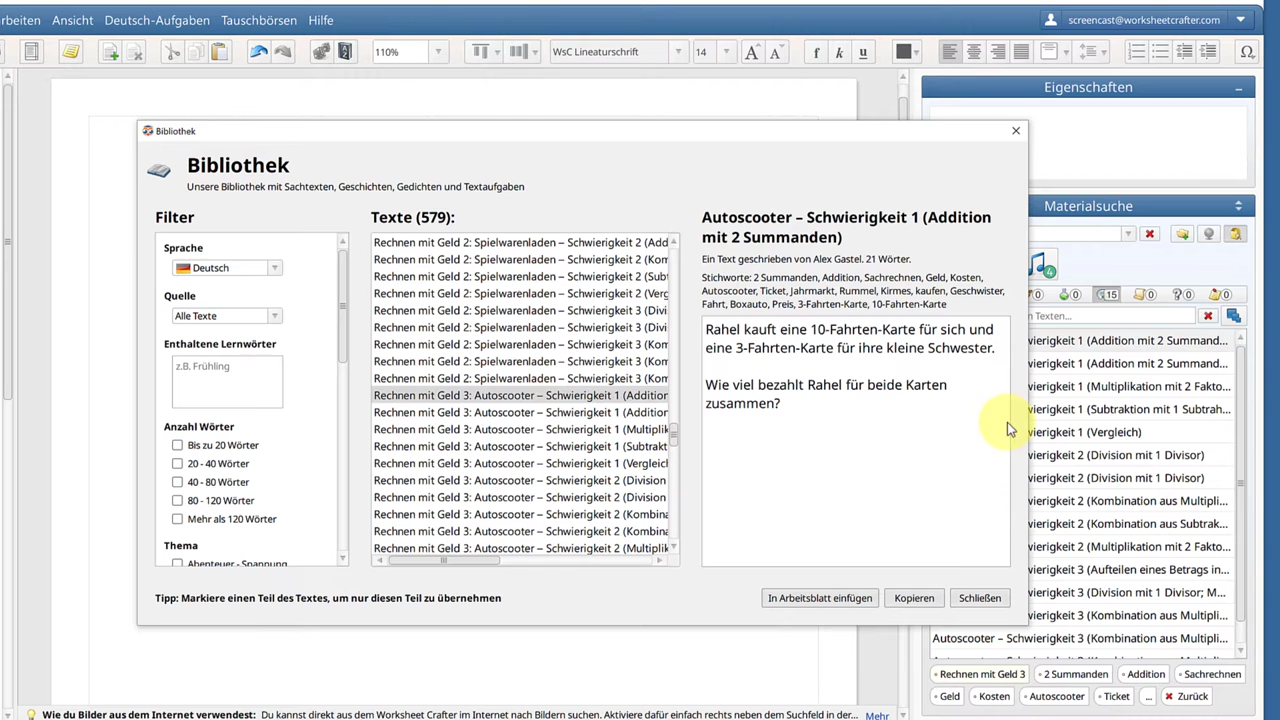 rbeiten Ansicht Deutsch-Aufgaben Tauschbörsen Hilfe
screencast@worksheetcrafter.com
110% WsC Lineaturschrift 14 A A f k u Ω
Eigenschaften
Bibliothek
Bibliothek
Unsere Bibliothek mit Sachtexten, Geschichten, Gedichten und Textaufgaben
Filter
Sprache
Deutsch
Quelle
Alle Texte
Enthaltene Lernwörter
z.B. Frühling
Anzahl Wörter
Bis zu 20 Wörter
20 - 40 Wörter
40 - 80 Wörter
80 - 120 Wörter
Mehr als 120 Wörter
Thema
Abenteuer - Spannung
Texte (579):
Rechnen mit Geld 2: Spielwarenladen – Schwierigkeit 2 (Add
Rechnen mit Geld 2: Spielwarenladen – Schwierigkeit 2 (Kom
Rechnen mit Geld 2: Spielwarenladen – Schwierigkeit 2 (Sub
Rechnen mit Geld 2: Spielwarenladen – Schwierigkeit 2 (Verg
Rechnen mit Geld 2: Spielwarenladen – Schwierigkeit 3 (Divi
Rechnen mit Geld 2: Spielwarenladen – Schwierigkeit 3 (Divi
Rechnen mit Geld 2: Spielwarenladen – Schwierigkeit 3 (Kom
Rechnen mit Geld 2: Spielwarenladen – Schwierigkeit 3 (Kom
Rechnen mit Geld 2: Spielwarenladen – Schwierigkeit 3 (Kom
Rechnen mit Geld 3: Autoscooter – Schwierigkeit 1 (Addition
Rechnen mit Geld 3: Autoscooter – Schwierigkeit 1 (Addition
Rechnen mit Geld 3: Autoscooter – Schwierigkeit 1 (Multiplik
Rechnen mit Geld 3: Autoscooter – Schwierigkeit 1 (Subtrakt
Rechnen mit Geld 3: Autoscooter – Schwierigkeit 1 (Vergleich
Rechnen mit Geld 3: Autoscooter – Schwierigkeit 2 (Division
Rechnen mit Geld 3: Autoscooter – Schwierigkeit 2 (Division
Rechnen mit Geld 3: Autoscooter – Schwierigkeit 2 (Kombina
Rechnen mit Geld 3: Autoscooter – Schwierigkeit 2 (Kombina
Rechnen mit Geld 3: Autoscooter – Schwierigkeit 2 (Multiplik
Autoscooter – Schwierigkeit 1 (Addition
mit 2 Summanden)
Ein Text geschrieben von Alex Gastel. 21 Wörter.
Stichworte: 2 Summanden, Addition, Sachrechnen, Geld, Kosten,
Autoscooter, Ticket, Jahrmarkt, Rummel, Kirmes, kaufen, Geschwister,
Fahrt, Boxauto, Preis, 3-Fahrten-Karte, 10-Fahrten-Karte
Rahel kauft eine 10-Fahrten-Karte für sich und
eine 3-Fahrten-Karte für ihre kleine Schwester.
Wie viel bezahlt Rahel für beide Karten
zusammen?
Tipp: Markiere einen Teil des Textes, um nur diesen Teil zu übernehmen
In Arbeitsblatt einfügen Kopieren Schließen
Materialsuche
4
0 0 15 0 0 0
n Texten...
wierigkeit 1 (Addition mit 2 Summand...
wierigkeit 1 (Addition mit 2 Summand...
wierigkeit 1 (Multiplikation mit 2 Fakto...
wierigkeit 1 (Subtraktion mit 1 Subtrah...
wierigkeit 1 (Vergleich)
wierigkeit 2 (Division mit 1 Divisor)
wierigkeit 2 (Division mit 1 Divisor)
wierigkeit 2 (Kombination aus Multipli...
wierigkeit 2 (Kombination aus Subtrak...
wierigkeit 2 (Multiplikation mit 2 Fakto...
wierigkeit 3 (Aufteilen eines Betrags in...
wierigkeit 3 (Division mit 1 Divisor; M...
wierigkeit 3 (Kombination aus Multipli...
Autoscooter – Schwierigkeit 3 (Kombination aus Multipli...
Rechnen mit Geld 3 2 Summanden Addition Sachrechnen
Geld Kosten Autoscooter Ticket ... Zurück
Wie du Bilder aus dem Internet verwendest: Du kannst direkt aus dem Worksheet Crafter im Internet nach Bildern suchen. Aktiviere dafür einfach rechts neben dem Suchfeld in der... Mehr